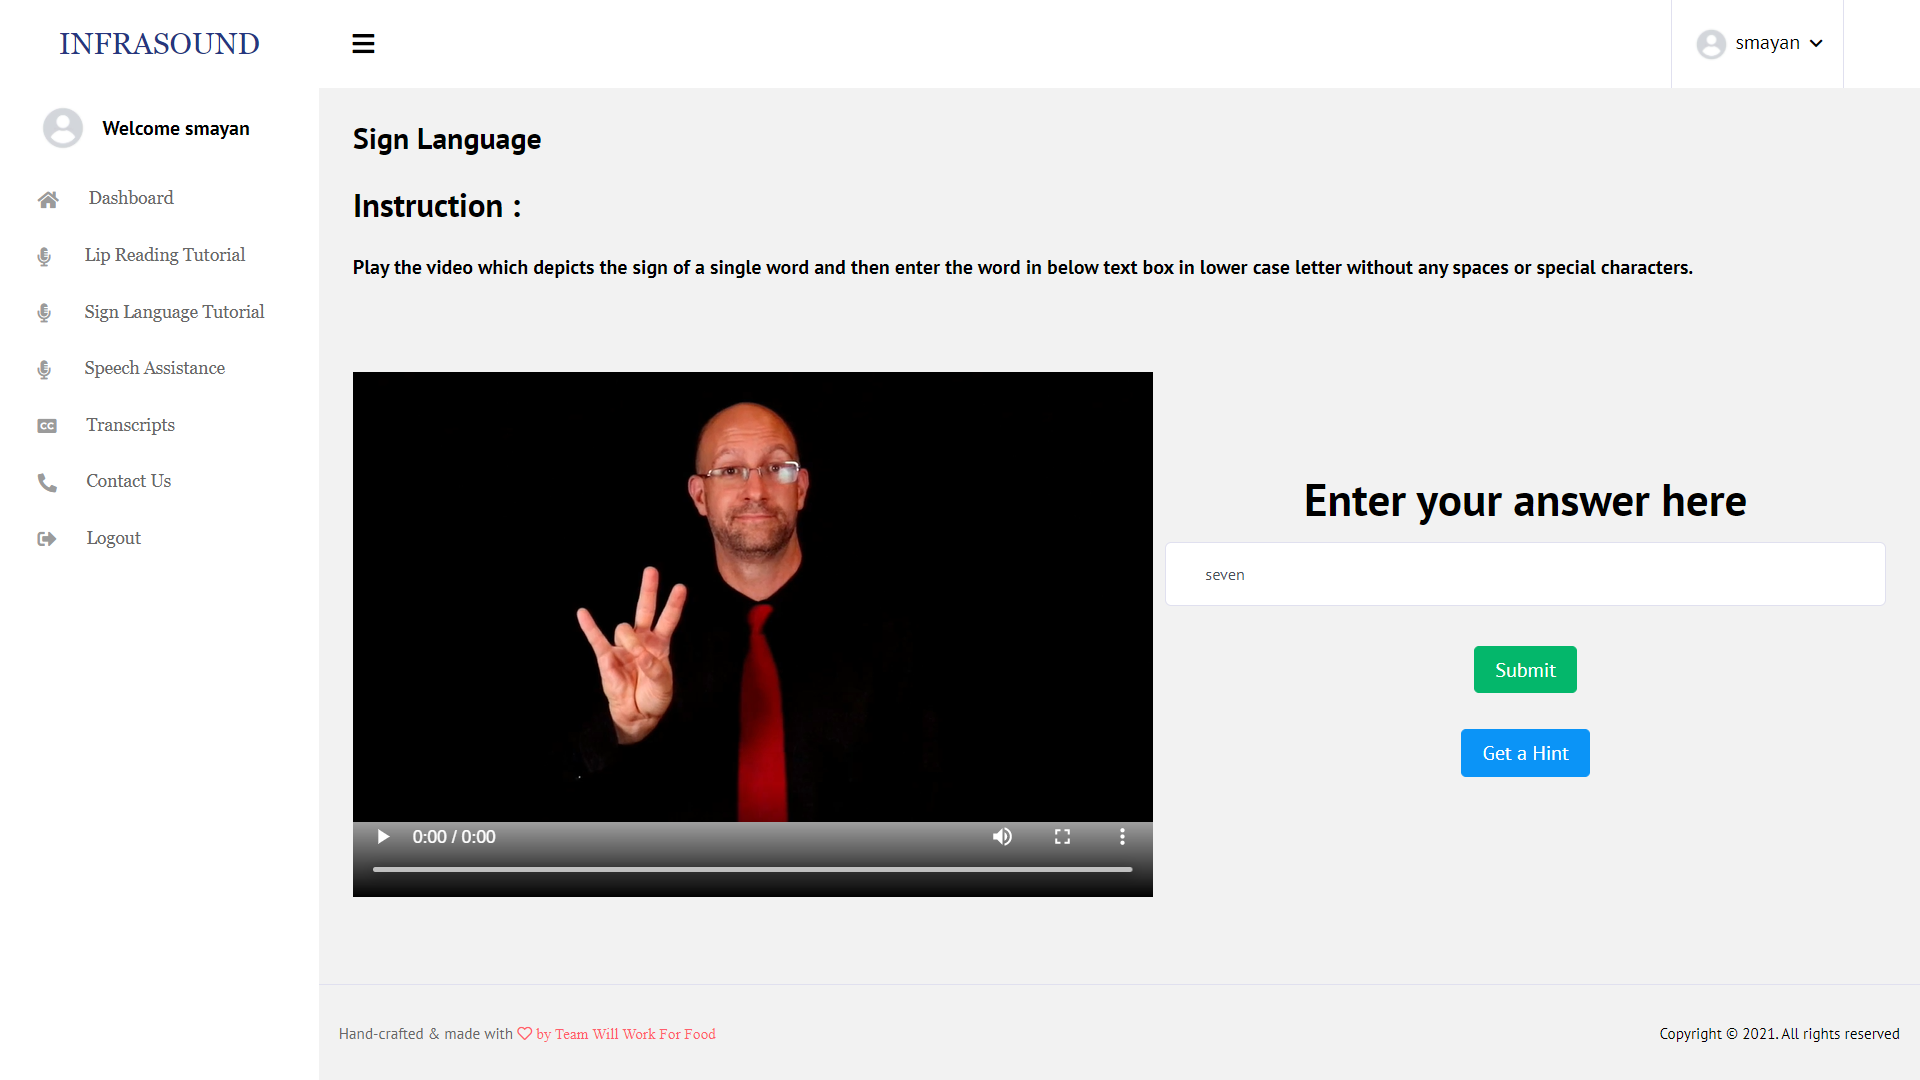 INFRASOUND
smayan
Welcome smayan
Dashboard
Lip Reading Tutorial
Sign Language Tutorial
Speech Assistance
CC
Transcripts
Contact Us
Logout
Sign Language
Instruction :
Play the video which depicts the sign of a single word and then enter the word in below text box in lower case letter without any spaces or special characters.
0:00 / 0:00
Enter your answer here
seven
Submit
Get a Hint
Hand-crafted & made with by Team Will Work For Food
Copyright © 2021. All rights reserved